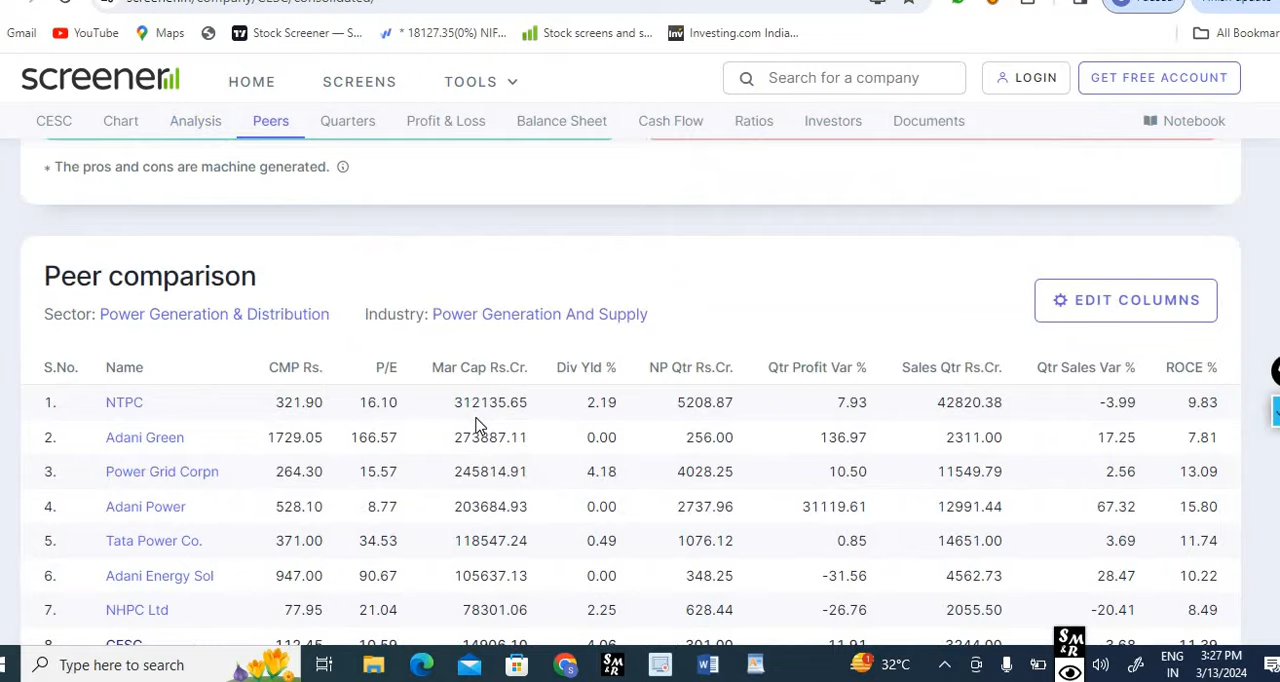 Gmail YouTube Maps Stock Screener — S... * 18127.35(0%) NIF... Stock screens and s... Inv Investing.com India... All Bookmar
screener HOME SCREENS TOOLS Search for a company LOGIN GET FREE ACCOUNT
CESC Chart Analysis Peers Quarters Profit & Loss Balance Sheet Cash Flow Ratios Investors Documents Notebook
* The pros and cons are machine generated.
Peer comparison
EDIT COLUMNS
Sector: Power Generation & Distribution Industry: Power Generation And Supply
S.No. Name CMP Rs. P/E Mar Cap Rs.Cr. Div Yld % NP Qtr Rs.Cr. Qtr Profit Var % Sales Qtr Rs.Cr. Qtr Sales Var % ROCE %
1. NTPC 321.90 16.10 312135.65 2.19 5208.87 7.93 42820.38 -3.99 9.83
2. Adani Green 1729.05 166.57 273887.11 0.00 256.00 136.97 2311.00 17.25 7.81
3. Power Grid Corpn 264.30 15.57 245814.91 4.18 4028.25 10.50 11549.79 2.56 13.09
4. Adani Power 528.10 8.77 203684.93 0.00 2737.96 31119.61 12991.44 67.32 15.80
5. Tata Power Co. 371.00 34.53 118547.24 0.49 1076.12 0.85 14651.00 3.69 11.74
6. Adani Energy Sol 947.00 90.67 105637.13 0.00 348.25 -31.56 4562.73 28.47 10.22
7. NHPC Ltd 77.95 21.04 78301.06 2.25 628.44 -26.76 2055.50 -20.41 8.49
8. CESC
Type here to search 32°C ENG 3:27 PM
IN 3/13/2024
SM&R